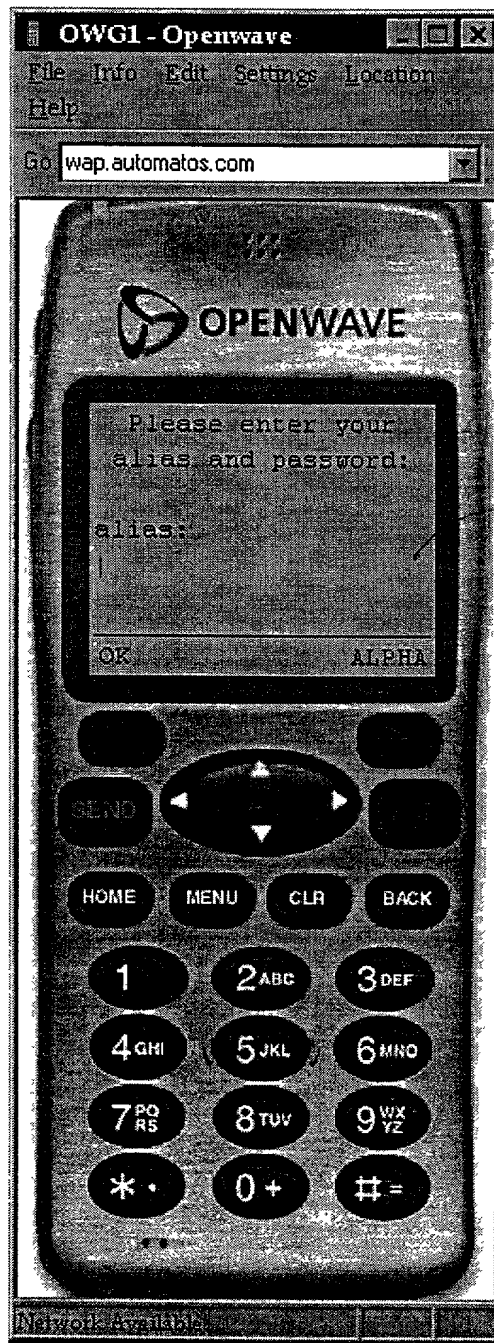 OWG1 - Openwave
File Info Edit Settings Location
Help
Go wap.automatos.com
OPENWAVE
Please enter your
alias and password:
alias:
OK ALPHA
SEND
HOME MENU CLR BACK
1 2ABC 3DEF
4GHI 5JKL 6MNO
7PQRS 8TUV 9WXYZ
* · 0 + # =
Network Available